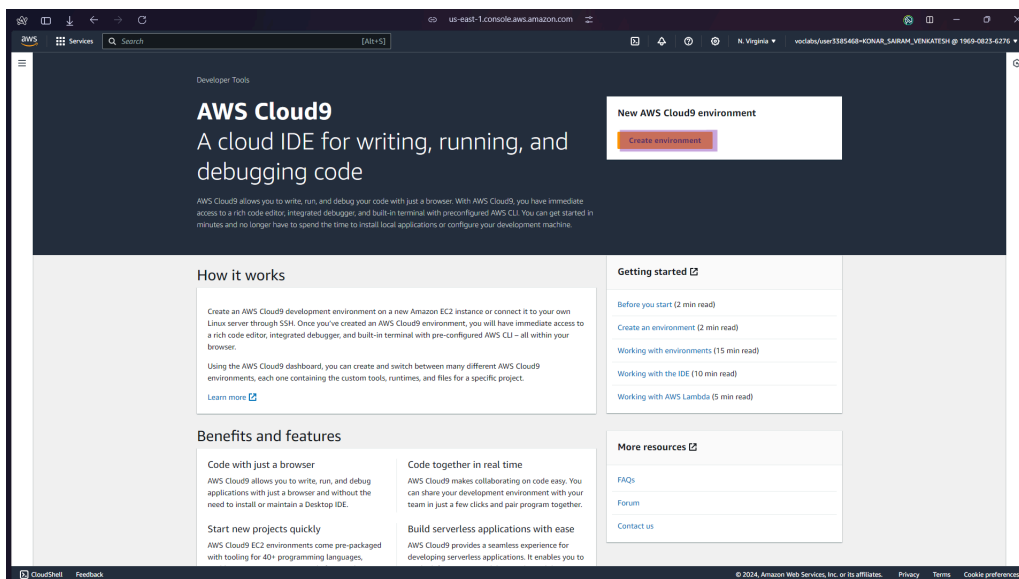 us-east-1.console.aws.amazon.com
aws
Services
Search
[Alt+S]
N. Virginia
voclabs/user3385468=KONAR_SAIRAM_VENKATESH @ 1969-0823-6276
Developer Tools
AWS Cloud9
A cloud IDE for writing, running, and
debugging code
AWS Cloud9 allows you to write, run, and debug your code with just a browser. With AWS Cloud9, you have immediate
access to a rich code editor, integrated debugger, and built-in terminal with preconfigured AWS CLI. You can get started in
minutes and no longer have to spend the time to install local applications or configure your development machine.
New AWS Cloud9 environment
Create environment
How it works
Create an AWS Cloud9 development environment on a new Amazon EC2 instance or connect it to your own
Linux server through SSH. Once you've created an AWS Cloud9 environment, you will have immediate access to
a rich code editor, integrated debugger, and built-in terminal with pre-configured AWS CLI – all within your
browser.
Using the AWS Cloud9 dashboard, you can create and switch between many different AWS Cloud9
environments, each one containing the custom tools, runtimes, and files for a specific project.
Learn more
Getting started
Before you start (2 min read)
Create an environment (2 min read)
Working with environments (15 min read)
Working with the IDE (10 min read)
Working with AWS Lambda (5 min read)
Benefits and features
Code with just a browser
AWS Cloud9 allows you to write, run, and debug
applications with just a browser and without the
need to install or maintain a Desktop IDE.
Code together in real time
AWS Cloud9 makes collaborating on code easy. You
can share your development environment with your
team in just a few clicks and pair program together.
Start new projects quickly
AWS Cloud9 EC2 environments come pre-packaged
with tooling for 40+ programming languages,
Build serverless applications with ease
AWS Cloud9 provides a seamless experience for
developing serverless applications. It enables you to
More resources
FAQs
Forum
Contact us
CloudShell
Feedback
© 2024, Amazon Web Services, Inc. or its affiliates.
Privacy
Terms
Cookie preferences